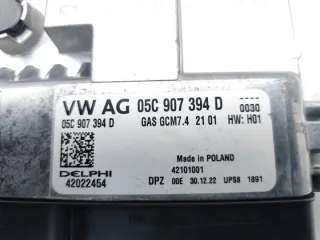 VW AG 05C 907 394 D
0030
05C 907 394 D GAS GCM7.4 21 01 HW: H01
Made in POLAND
DELPHI 42101001
42022454 DPZ 00E 30.12.22 UPS8 1891